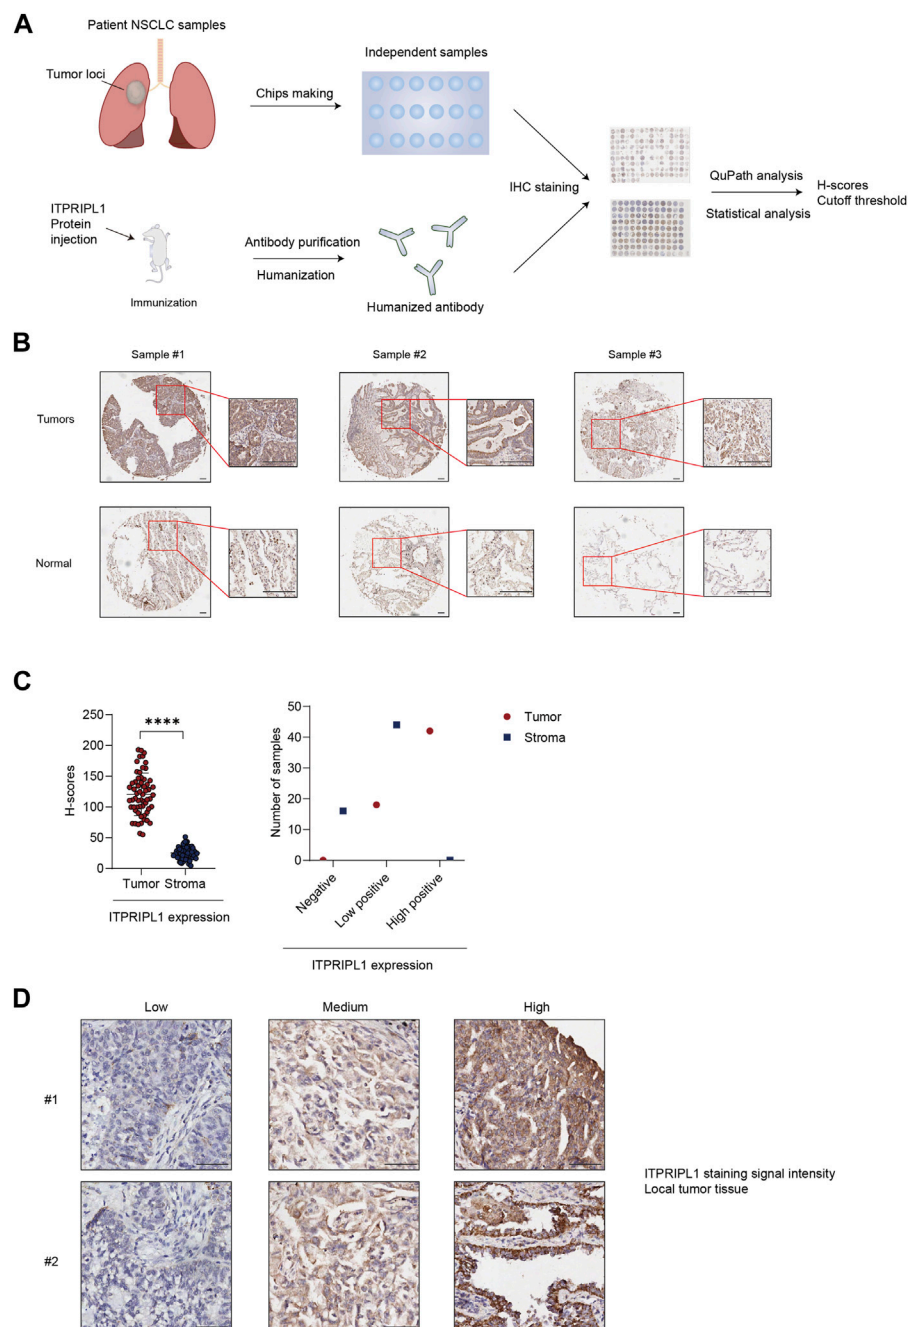 A
Patient NSCLC samples
Tumor loci
Chips making
Independent samples
IHC staining
QuPath analysis
Statistical analysis
H-scores
Cutoff threshold
ITPRIPL1
Protein
injection
Immunization
Antibody purification
Humanization
Humanized antibody
B
Sample #1
Sample #2
Sample #3
Tumors
Normal
C
H-scores
250
200
150
100
50
0
****
Tumor
Stroma
ITPRIPL1 expression
Number of samples
50
40
30
20
10
0
Negative
Low positive
High positive
ITPRIPL1 expression
Tumor
Stroma
D
Low
Medium
High
#1
#2
ITPRIPL1 staining signal intensity
Local tumor tissue